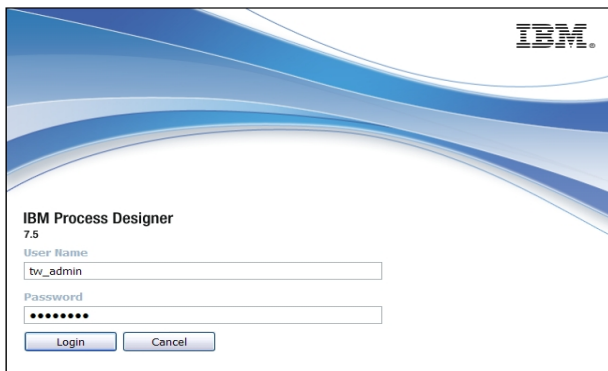 IBM®
IBM Process Designer
7.5
User Name
tw_admin
Password
••••••••
Login Cancel